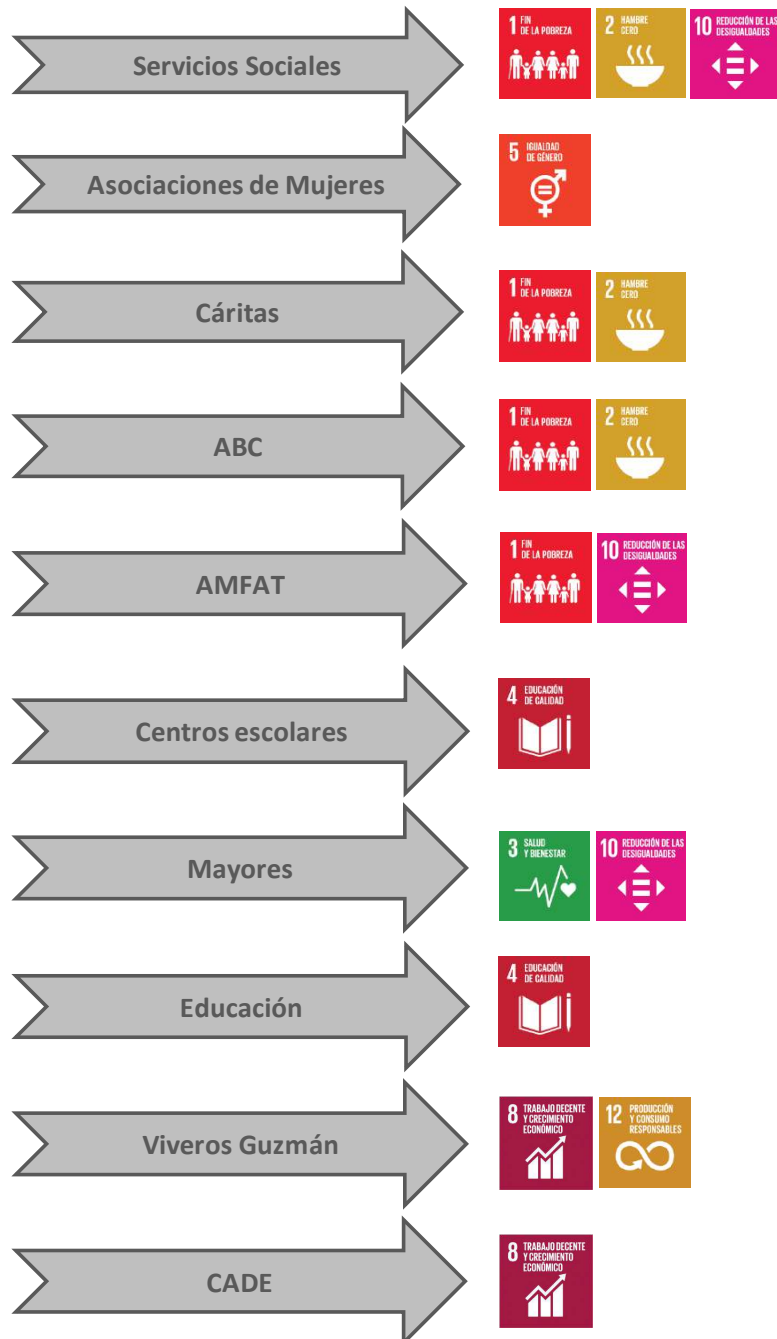 Servicios Sociales
1 FIN
DE LA POBREZA
2 HAMBRE
CERO
10 REDUCCIÓN DE LAS
DESIGUALDADES
Asociaciones de Mujeres
5 IGUALDAD
DE GÉNERO
Cáritas
1 FIN
DE LA POBREZA
2 HAMBRE
CERO
ABC
1 FIN
DE LA POBREZA
2 HAMBRE
CERO
AMFAT
1 FIN
DE LA POBREZA
10 REDUCCIÓN DE LAS
DESIGUALDADES
Centros escolares
4 EDUCACIÓN
DE CALIDAD
Mayores
3 SALUD
Y BIENESTAR
10 REDUCCIÓN DE LAS
DESIGUALDADES
Educación
4 EDUCACIÓN
DE CALIDAD
Viveros Guzmán
8 TRABAJO DECENTE
Y CRECIMIENTO
ECONÓMICO
12 PRODUCCIÓN
Y CONSUMO
RESPONSABLES
CADE
8 TRABAJO DECENTE
Y CRECIMIENTO
ECONÓMICO